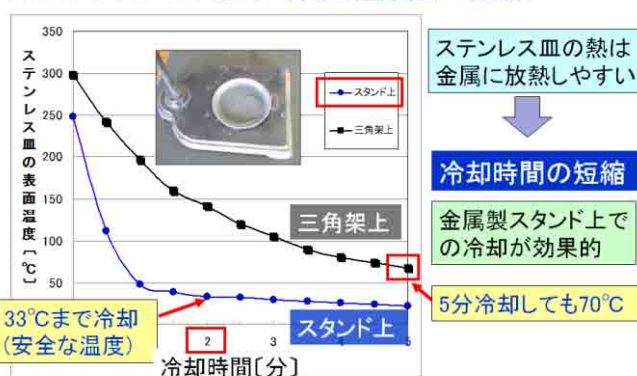 350
300
250
200
150
100
50
ステンレス皿の表面温度〔℃〕
スタンド上
三角架上
三角架上
スタンド上
33℃まで冷却
(安全な温度)
2
3
5
冷却時間〔分〕
ステンレス皿の熱は
金属に放熱しやすい
冷却時間の短縮
金属製スタンド上で
の冷却が効果的
5分冷却しても70℃